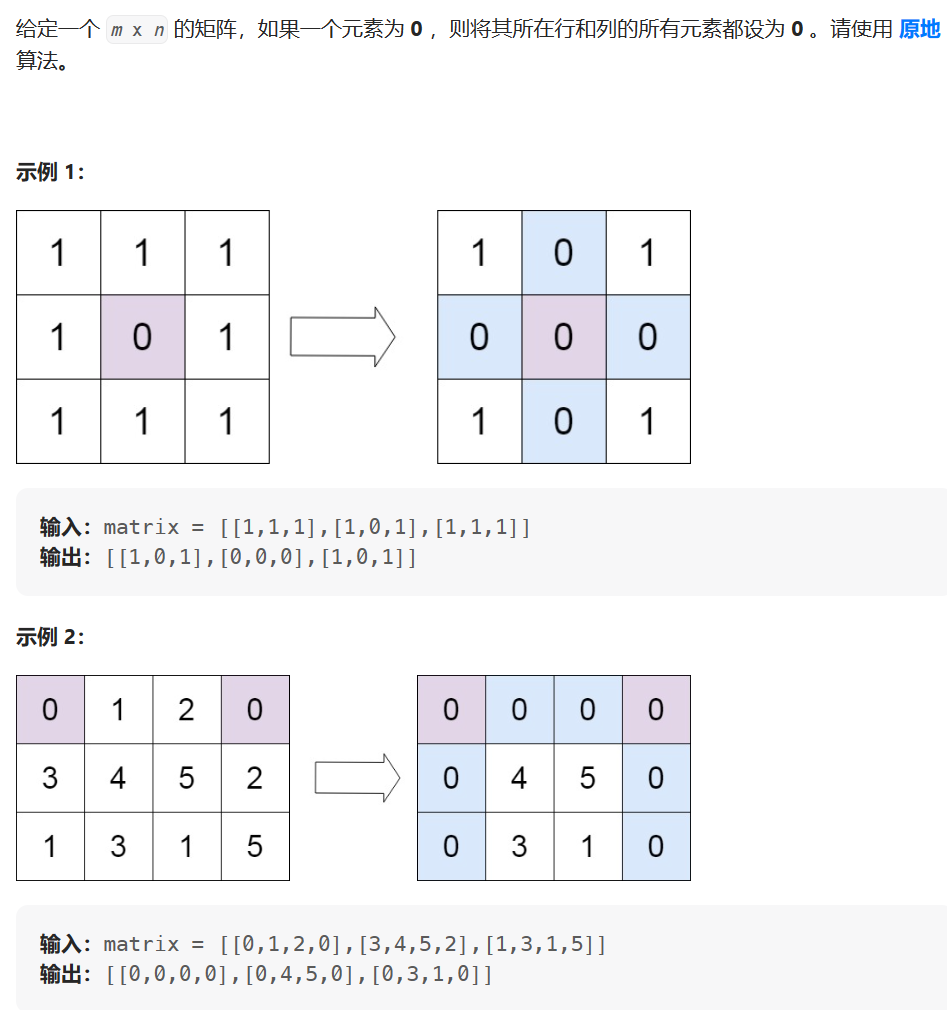 给定一个 m x n 的矩阵，如果一个元素为 0 ，则将其所在行和列的所有元素都设为 0 。请使用 原地
算法。
示例 1：
1 1 1 1 0 1
1 0 1 0 0 0
1 1 1 1 0 1
输入：matrix = [[1,1,1],[1,0,1],[1,1,1]]
输出：[[1,0,1],[0,0,0],[1,0,1]]
示例 2：
0 1 2 0 0 0 0 0
3 4 5 2 0 4 5 0
1 3 1 5 0 3 1 0
输入：matrix = [[0,1,2,0],[3,4,5,2],[1,3,1,5]]
输出：[[0,0,0,0],[0,4,5,0],[0,3,1,0]]